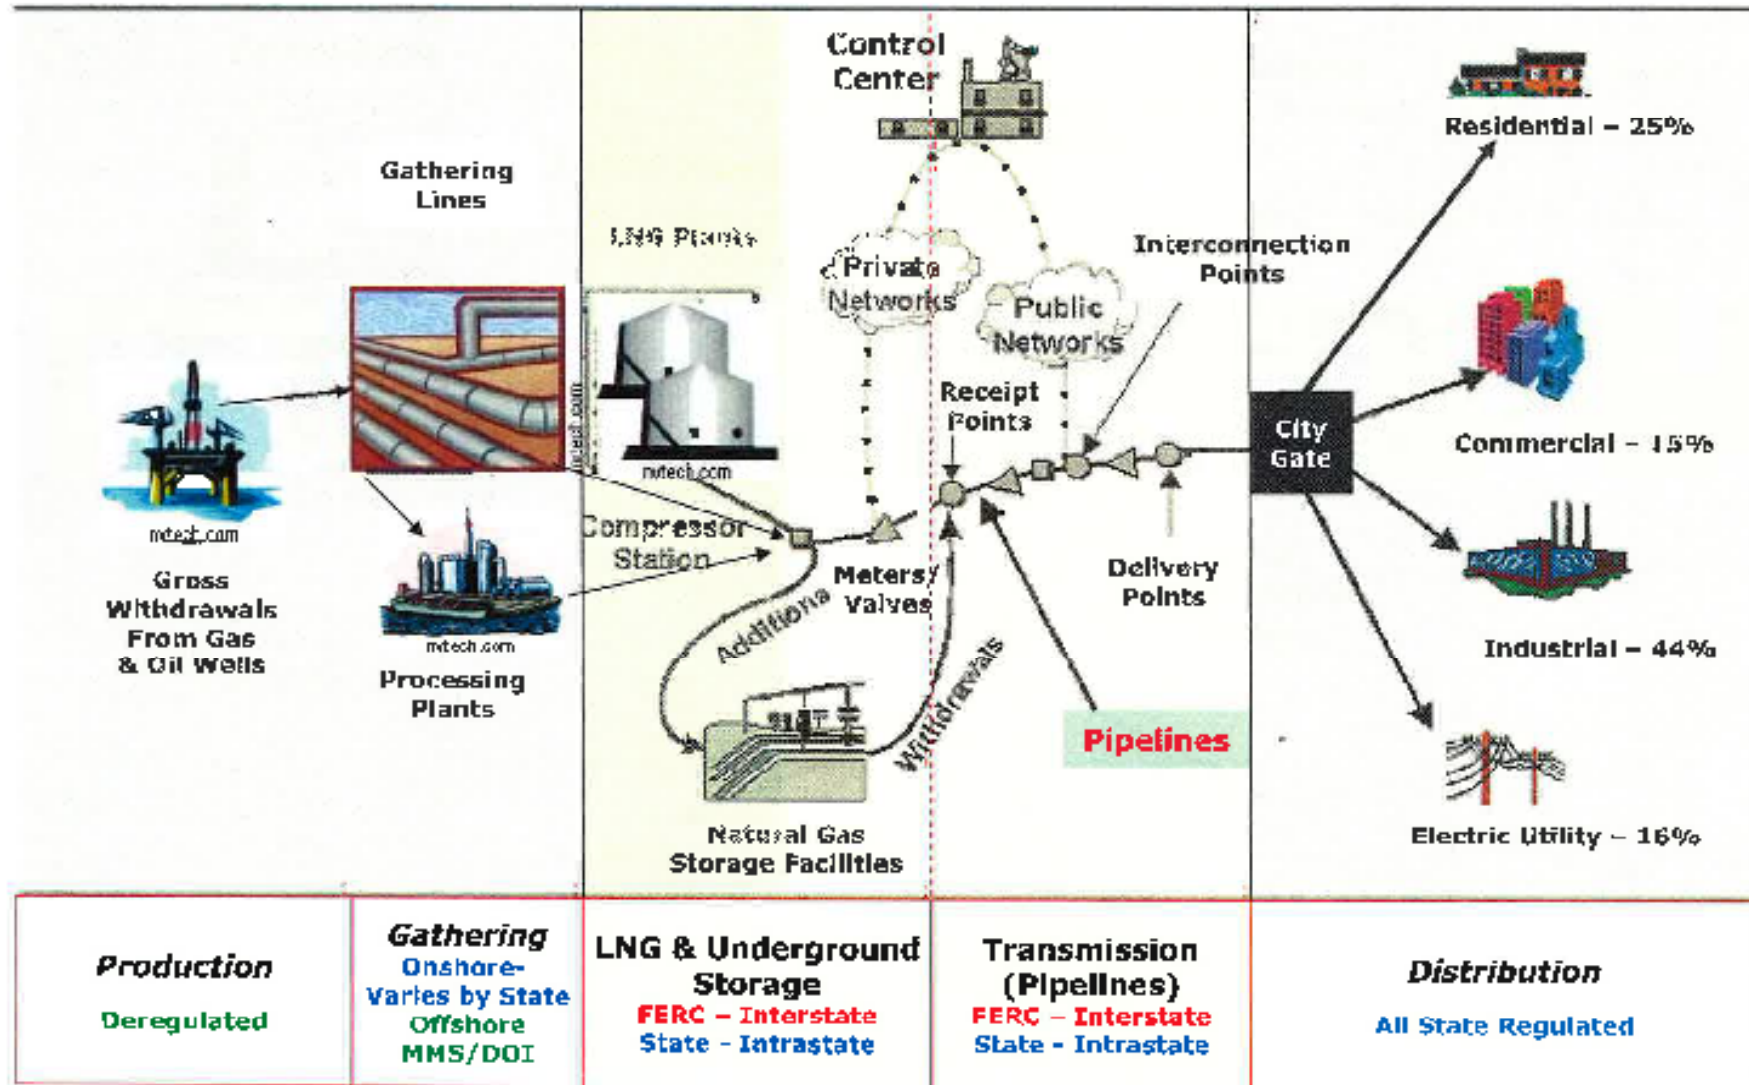 Control
Center
Residential – 25%
Gathering
Lines
LNG Plants
Private
Networks
Public
Networks
Interconnection
Points
Receipt
Points
Commercial – 15%
City
Gate
mtech.com
mtech.com
mtech.com
Compressor
Station
Gross
Withdrawals
From Gas
& Oil Wells
mtech.com
Processing
Plants
Additions
Meters/
Valves
Withdrawals
Delivery
Points
Pipelines
Industrial – 44%
Natural Gas
Storage Facilities
Electric Utility – 16%
Production
Deregulated
Gathering
Onshore-
Varies by State
Offshore
MMS/DOI
LNG & Underground
Storage
FERC – Interstate
State - Intrastate
Transmission
(Pipelines)
FERC – Interstate
State - Intrastate
Distribution
All State Regulated